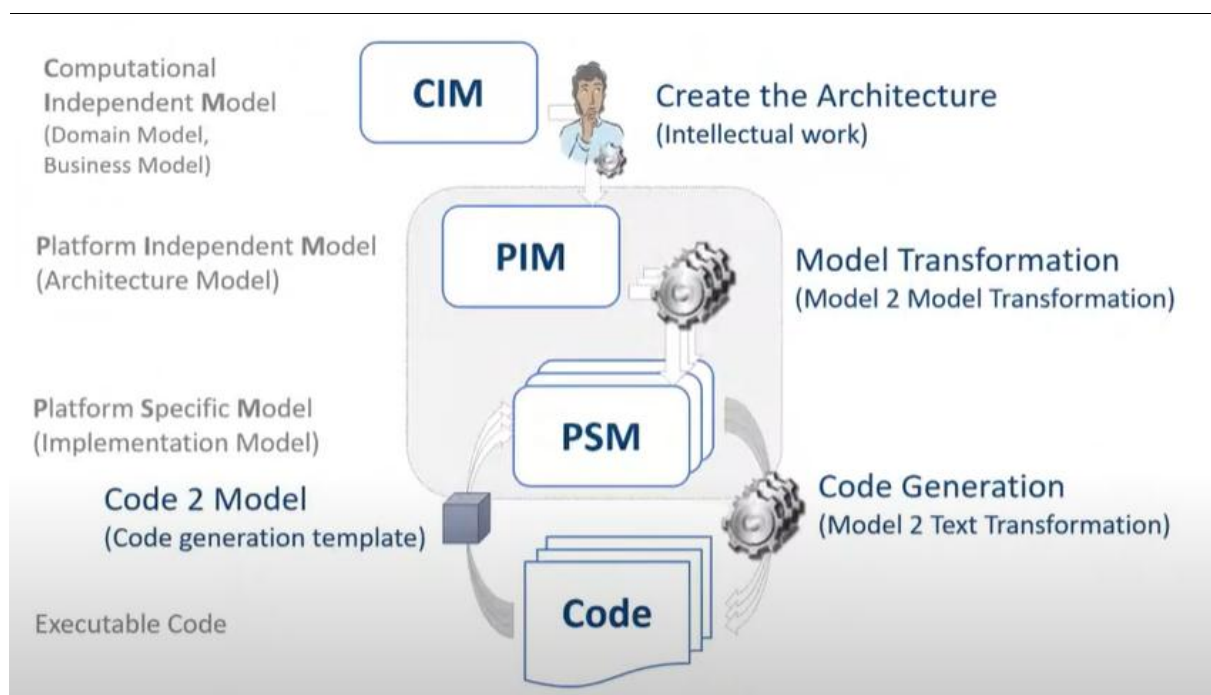 Computational
Independent Model
(Domain Model,
Business Model)
CIM
Create the Architecture
(Intellectual work)
Platform Independent Model
(Architecture Model)
PIM
Model Transformation
(Model 2 Model Transformation)
Platform Specific Model
(Implementation Model)
PSM
Code 2 Model
(Code generation template)
Code Generation
(Model 2 Text Transformation)
Executable Code
Code